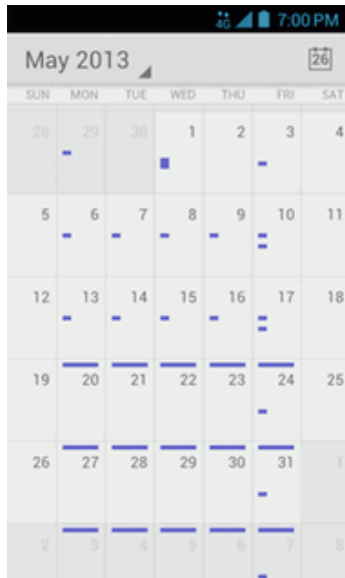 4G 7:00 PM
May 2013 26
SUN MON TUE WED THU FRI SAT
28 29 30 1 2 3 4
5 6 7 8 9 10 11
12 13 14 15 16 17 18
19 20 21 22 23 24 25
26 27 28 29 30 31 1
2 3 4 5 6 7 8